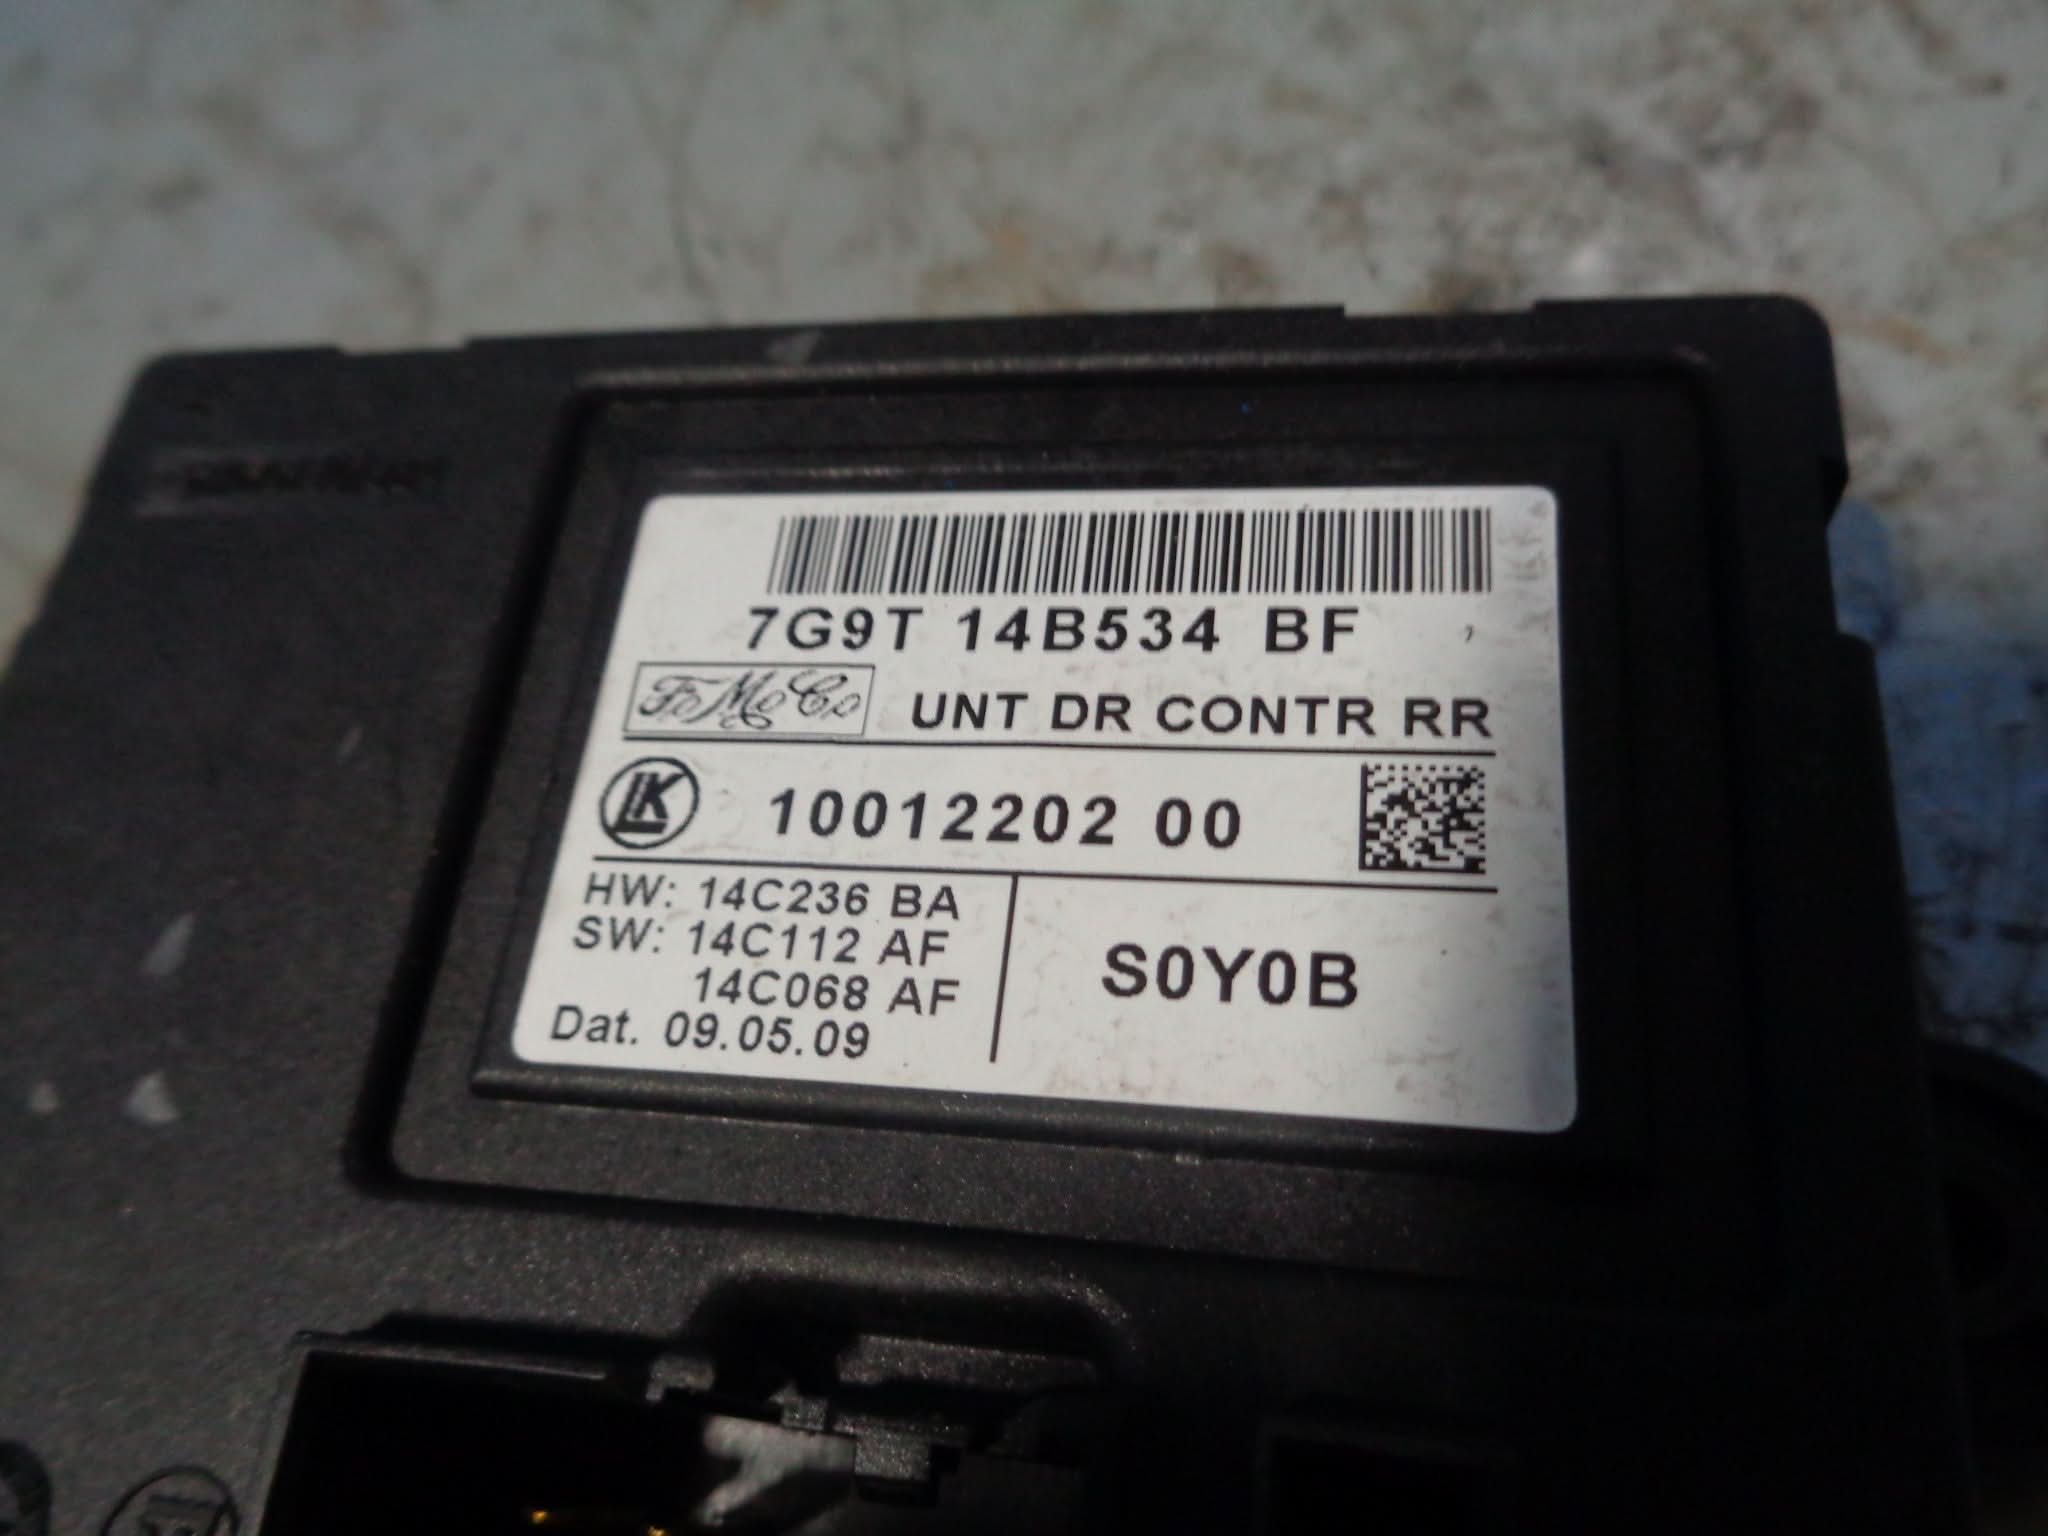 7G9T 14B534 BF
FoMoCo UNT DR CONTR RR
LK 10012202 00
HW: 14C236 BA
SW: 14C112 AF
14C068 AF
Dat. 09.05.09
S0Y0B